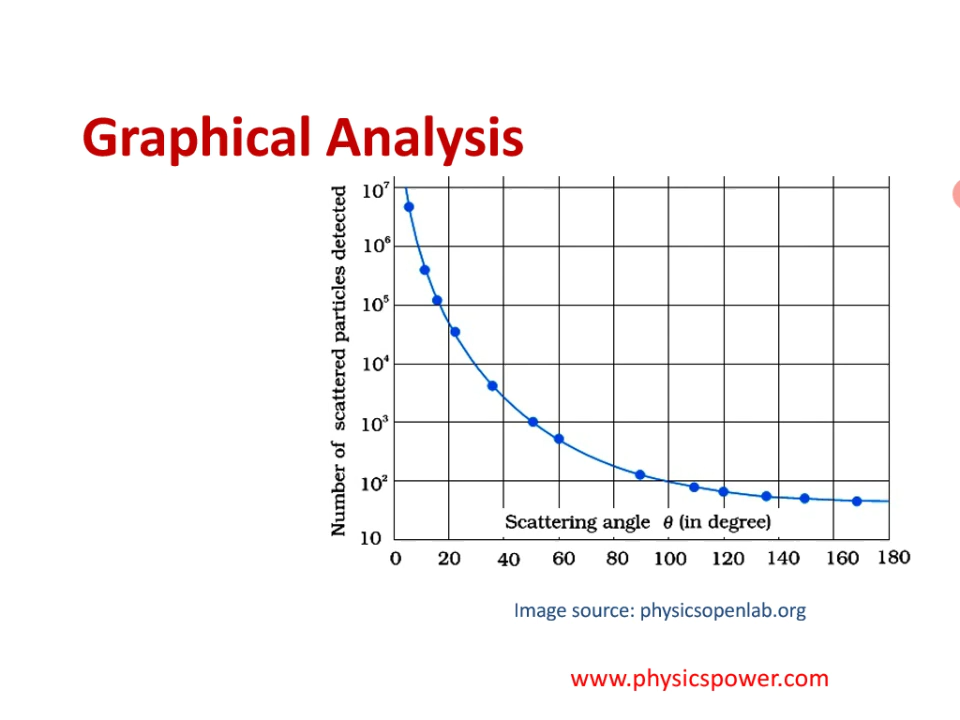 Graphical Analysis
Number of scattered particles detected
10⁷
10⁶
10⁵
10⁴
10³
10²
10
Scattering angle θ (in degree)
0 20 40 60 80 100 120 140 160 180
Image source: physicsopenlab.org
www.physicspower.com